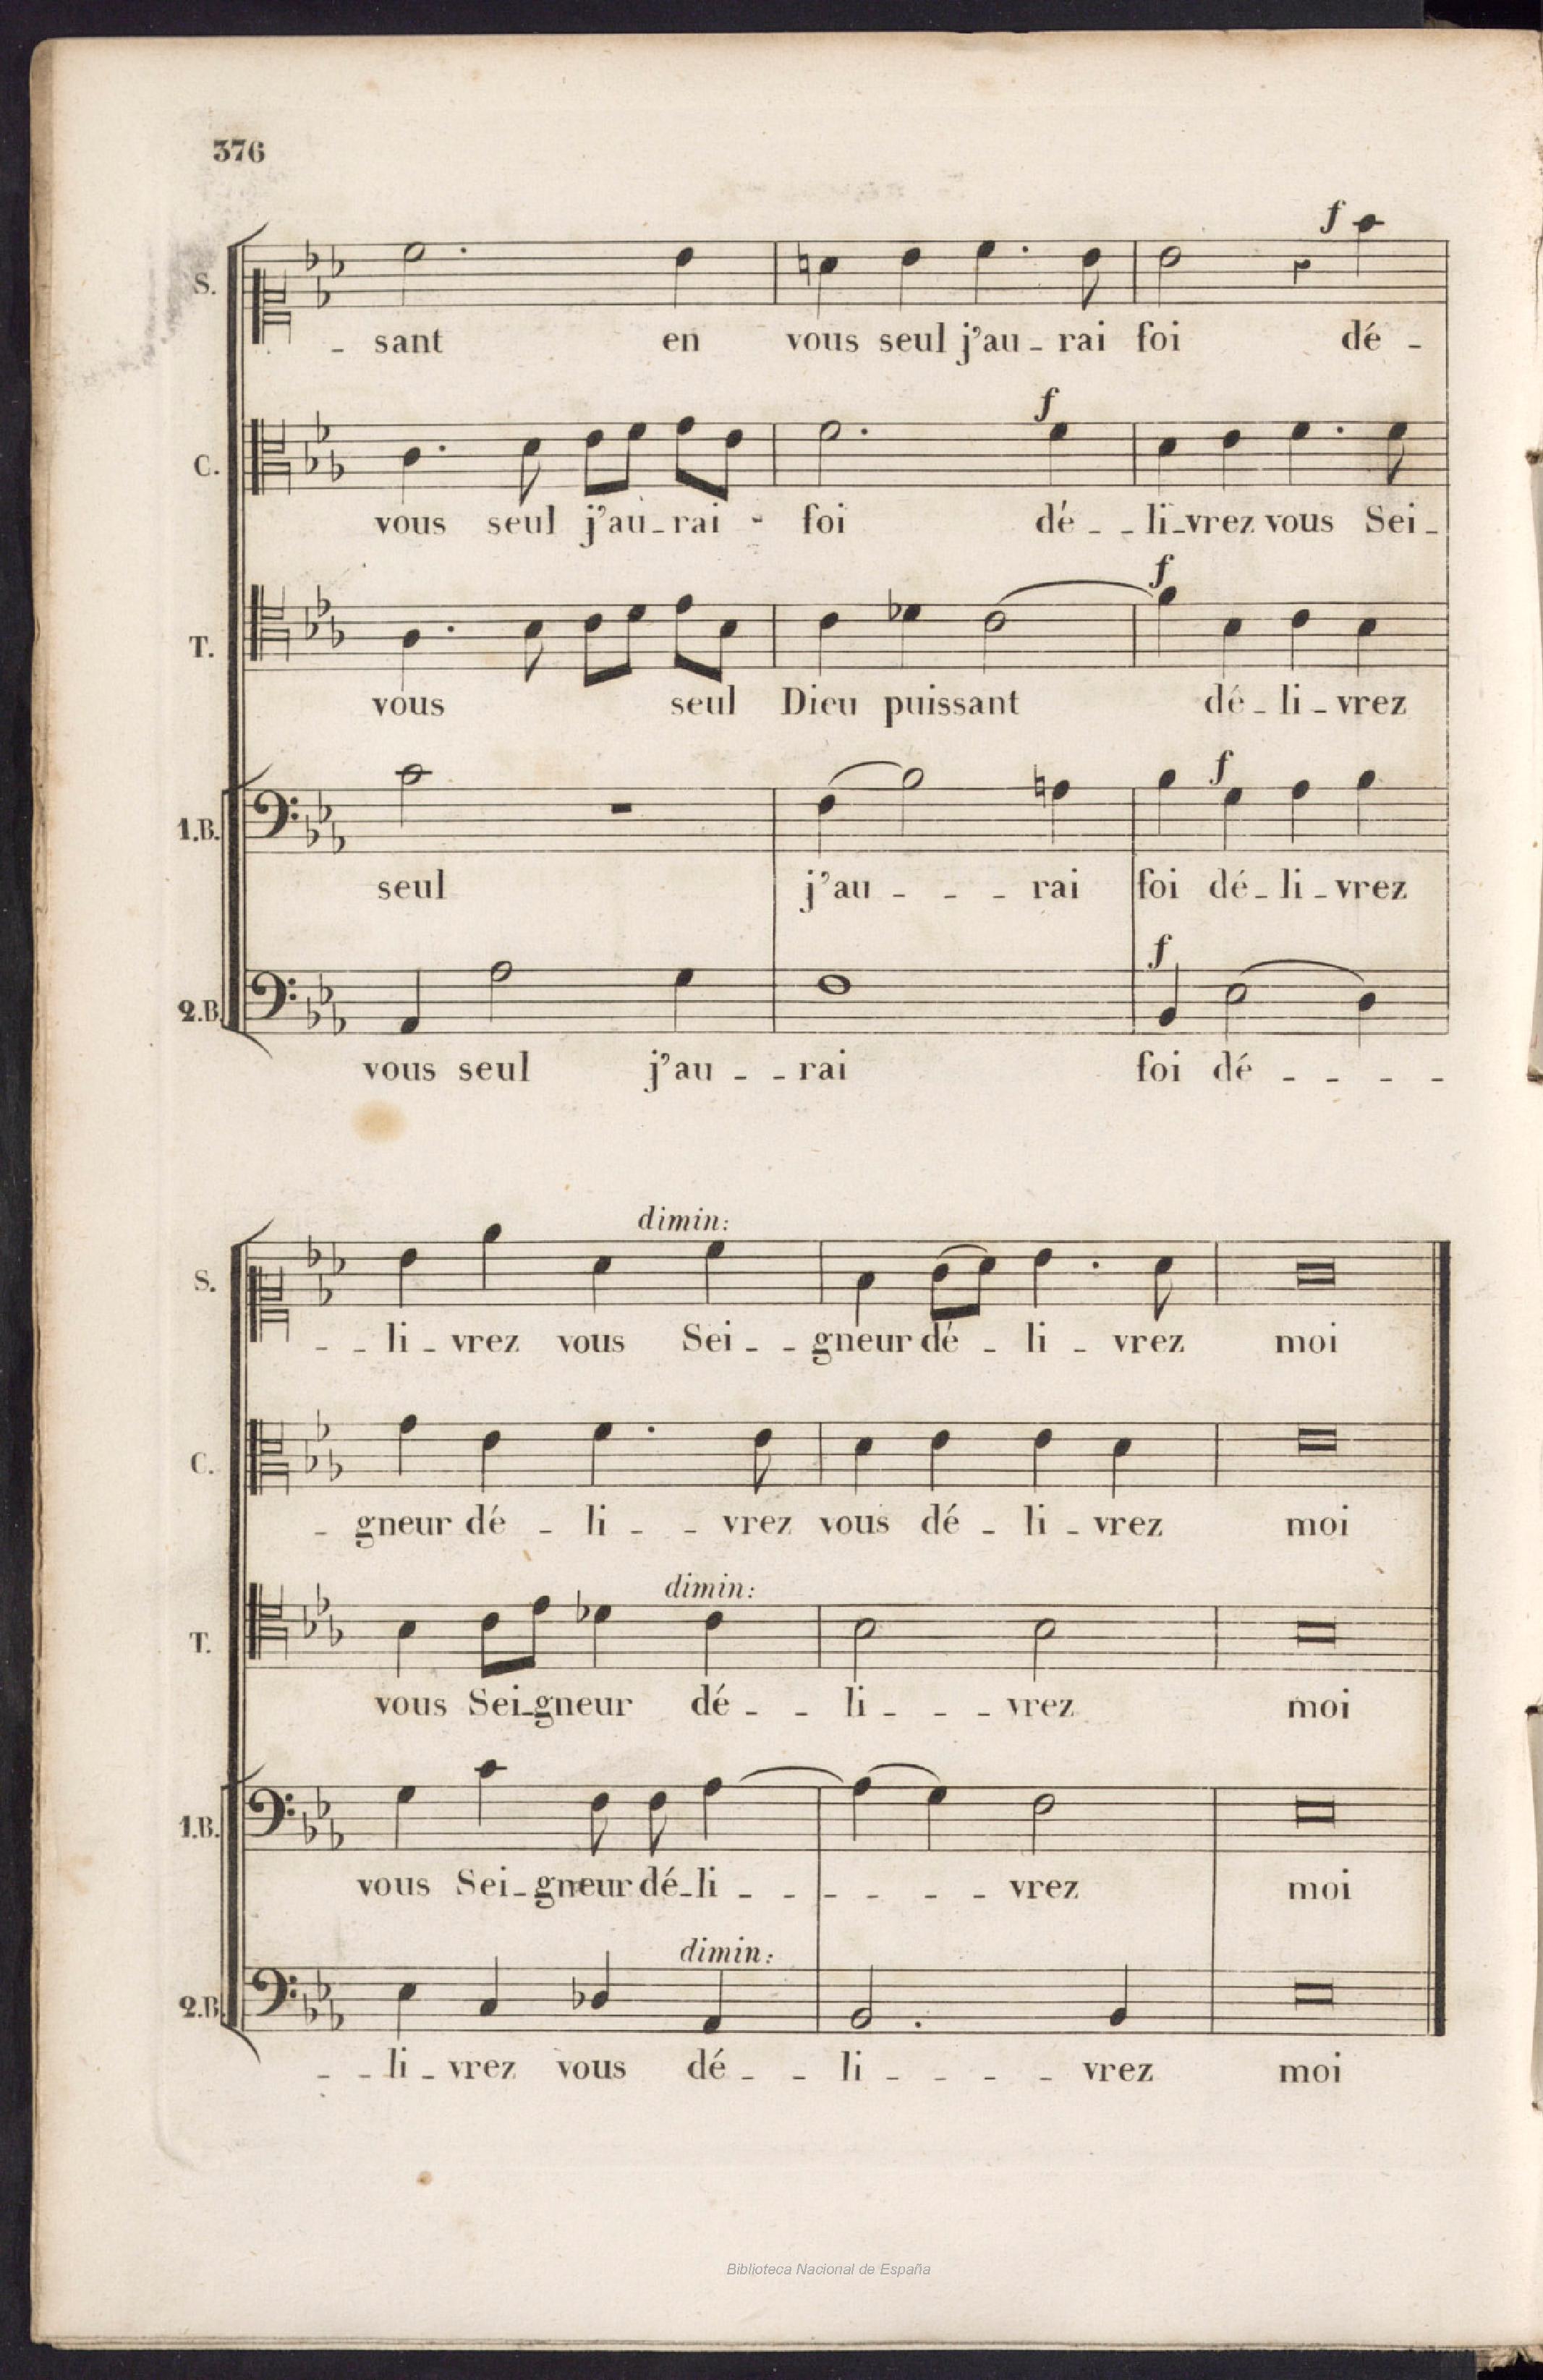 376
f
S.
- sant en vous seul j'au - rai foi dé -
f
C.
vous seul j'au - rai - foi dé - - li - vrez vous Sei -
f
T.
vous seul Dieu puissant dé - li - vrez
f
1.B.
seul j'au - - - rai foi dé - li - vrez
f
2.B.
vous seul j'au - - rai foi dé - - - -
dimin:
S.
- - li - vrez vous Sei - - gneur dé - li - vrez moi
C.
- gneur dé - li - - vrez vous dé - li - vrez moi
dimin:
T.
vous Sei - gneur dé - - li - - - vrez moi
1.B.
vous Sei - gneur dé - li - - - - - - vrez moi
dimin:
2.B.
- - li - vrez vous dé - - li - - - - vrez moi
Biblioteca Nacional de España